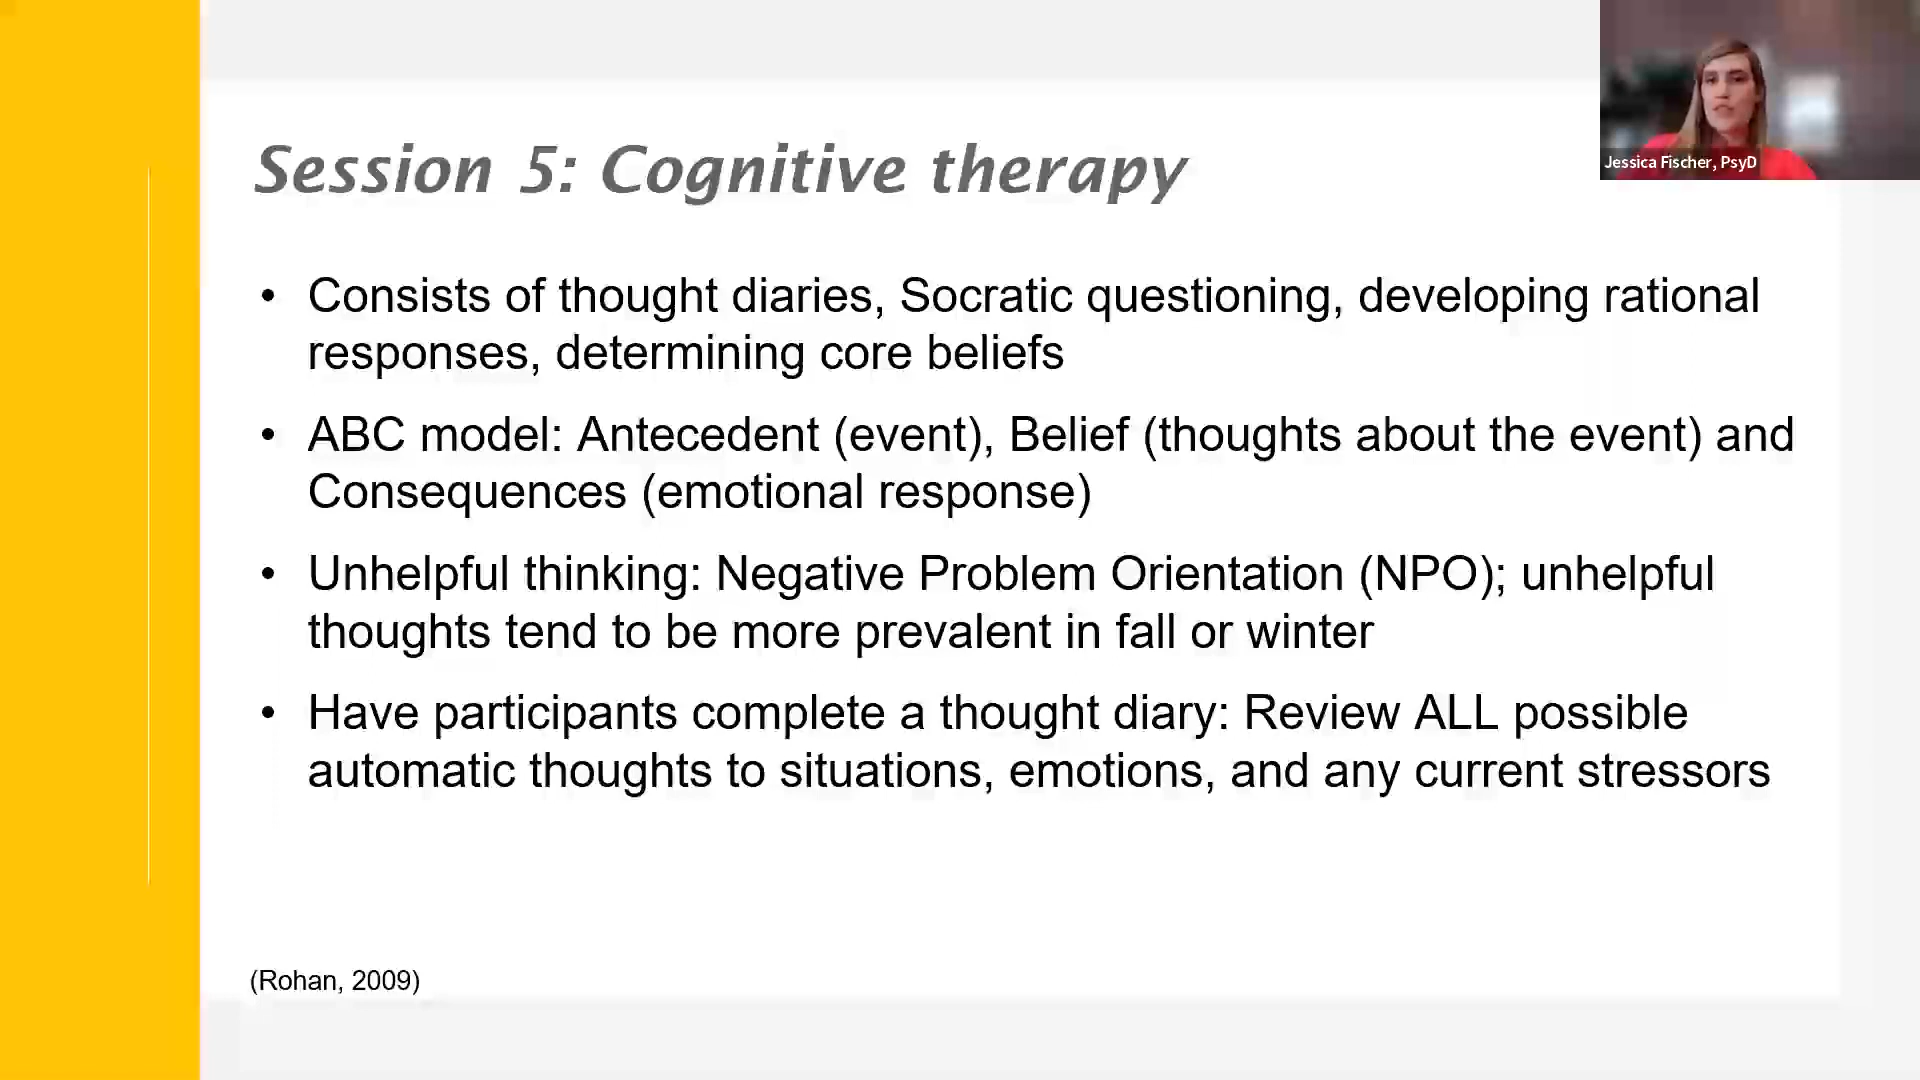 Session 5: Cognitive therapy
Jessica Fischer, PsyD
• Consists of thought diaries, Socratic questioning, developing rational
responses, determining core beliefs
• ABC model: Antecedent (event), Belief (thoughts about the event) and
Consequences (emotional response)
• Unhelpful thinking: Negative Problem Orientation (NPO); unhelpful
thoughts tend to be more prevalent in fall or winter
• Have participants complete a thought diary: Review ALL possible
automatic thoughts to situations, emotions, and any current stressors
(Rohan, 2009)